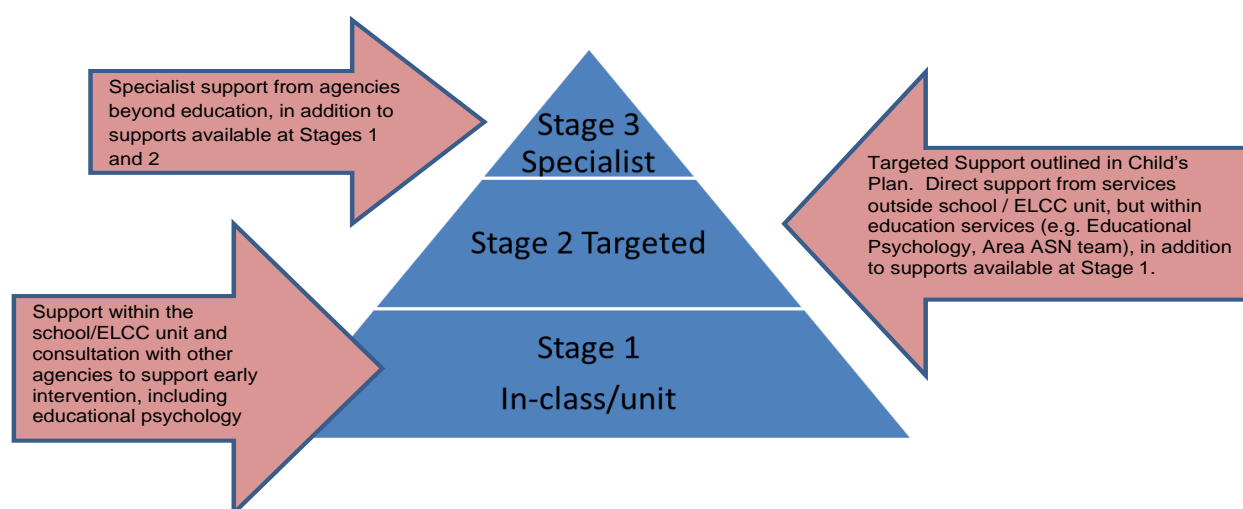 Specialist support from agencies
beyond education, in addition to
supports available at Stages 1
and 2
Stage 3
Specialist
Targeted Support outlined in Child’s
Plan.  Direct support from services
outside school / ELCC unit, but within
education services (e.g. Educational
Psychology, Area ASN team), in addition
to supports available at Stage 1.
Stage 2 Targeted
Support within the
school/ELCC unit and
consultation with other
agencies to support early
intervention, including
educational psychology
Stage 1
In-class/unit